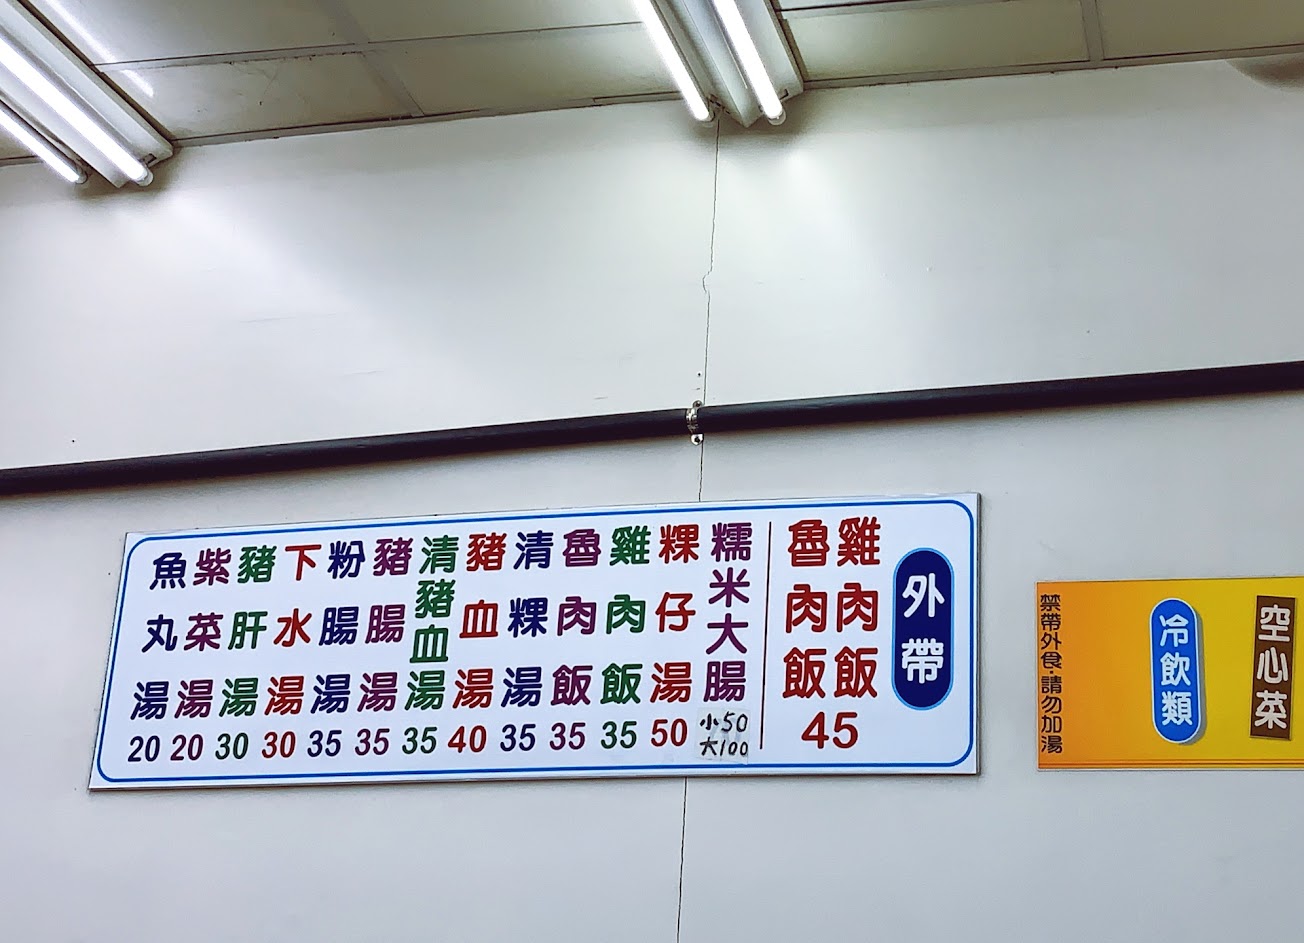 外帶
雞肉飯
魯肉飯
45
糯米大腸
小50
大100
粿仔湯 50
雞肉飯 35
魯肉飯 35
清粿湯 35
豬血湯 40
清豬血湯 35
豬腸湯 35
粉腸湯 35
下水湯 30
豬肝湯 30
紫菜湯 20
魚丸湯 20
空心菜
冷飲類
禁帶外食·請勿加湯